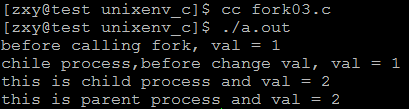 [zxy@test unixenv_c]$ cc fork03.c
[zxy@test unixenv_c]$ ./a.out
before calling fork, val = 1
chile process,before change val, val = 1
this is child process and val = 2
this is parent process and val = 2